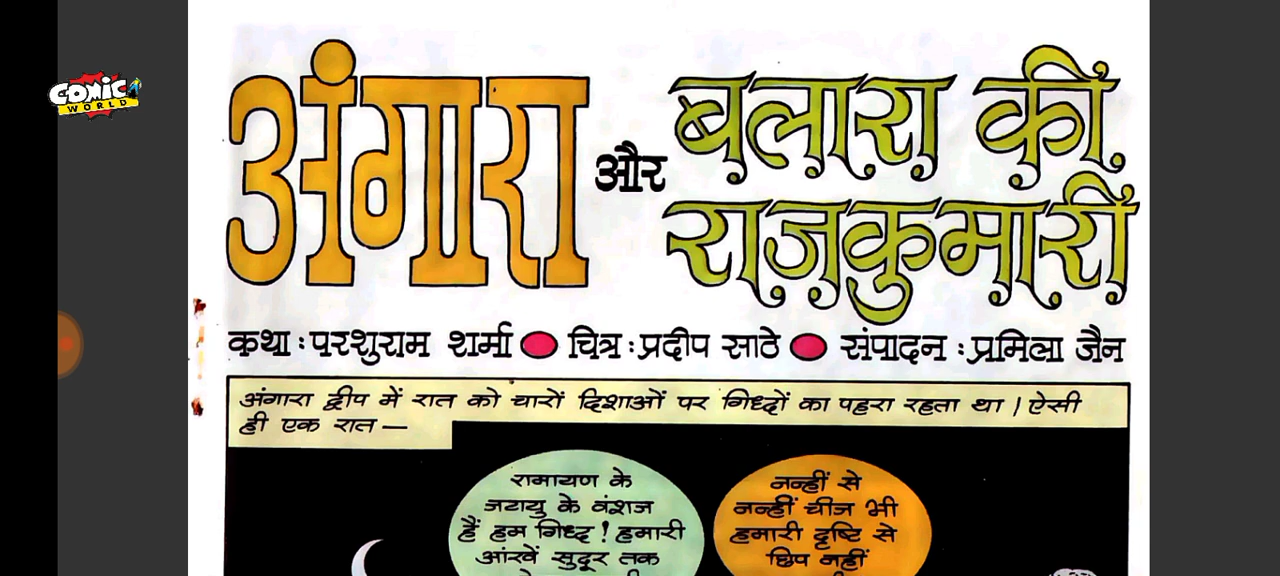 COMIC
WORLD
अंगारा और बलारा की
राजकुमारी
कथा : परशुराम शर्मा ● चित्र : प्रदीप साठे ● संपादन : प्रमिला जैन
अंगारा द्वीप में रात को चारों दिशाओं पर गिध्दों का पहरा रहता था । ऐसी
ही एक रात —
रामायण के
जटायु के वंशज
हैं हम गिध्द ! हमारी
आंखें सुदूर तक
नन्हीं से
नन्हीं चीज भी
हमारी दृष्टि से
छिप नहीं